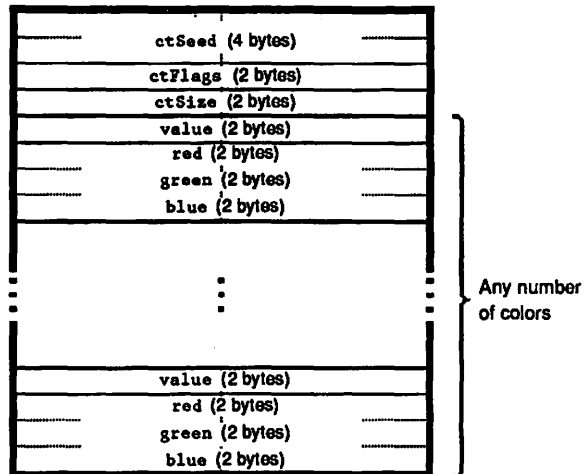 ctSeed (4 bytes)
ctFlags (2 bytes)
ctSize (2 bytes)
value (2 bytes)
red (2 bytes)
green (2 bytes)
blue (2 bytes)
Any number
of colors
value (2 bytes)
red (2 bytes)
green (2 bytes)
blue (2 bytes)